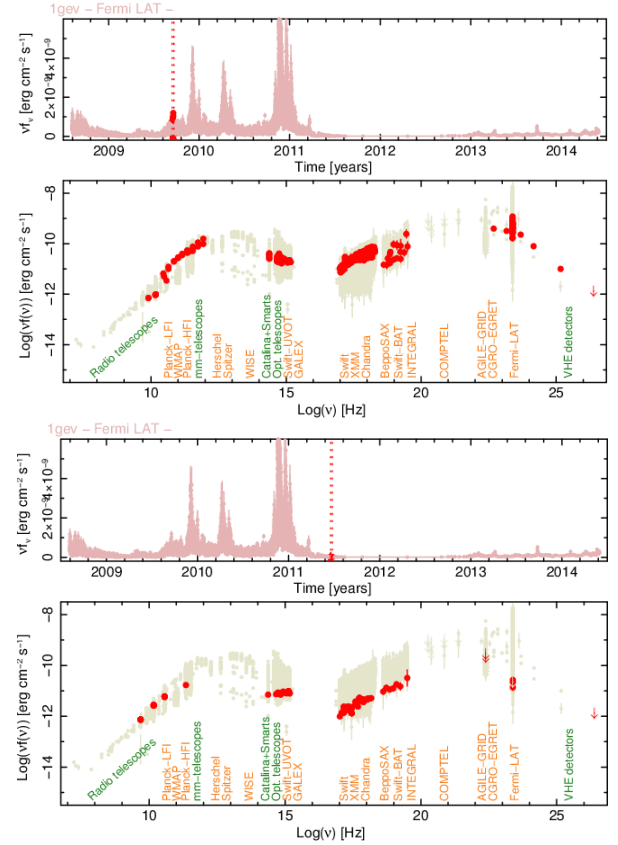 1gev − Fermi LAT −
νfν [erg cm−2 s−1]
0 2×10−9 4×10−9
2009 2010 2011 2012 2013 2014
Time [years]
Log(νf(ν)) [erg cm−2 s−1]
−8
−10
−12
−14
Radio telescopes
Planck−LFI
WMAP
Planck−HFI
mm−telescopes
Herschel
Spitzer
WISE
Catalina+Smarts
Opt. telescopes
Swift−UVOT
GALEX
Swift
XMM
Chandra
BeppoSAX
Swift−BAT
INTEGRAL
COMPTEL
AGILE−GRID
CGRO−EGRET
Fermi−LAT
VHE detectors
10 15 20 25
Log(ν) [Hz]
1gev − Fermi LAT −
νfν [erg cm−2 s−1]
0 2×10−9 4×10−9
2009 2010 2011 2012 2013 2014
Time [years]
Log(νf(ν)) [erg cm−2 s−1]
−8
−10
−12
−14
Radio telescopes
Planck−LFI
WMAP
Planck−HFI
mm−telescopes
Herschel
Spitzer
WISE
Catalina+Smarts
Opt. telescopes
Swift−UVOT
GALEX
Swift
XMM
Chandra
BeppoSAX
Swift−BAT
INTEGRAL
COMPTEL
AGILE−GRID
CGRO−EGRET
Fermi−LAT
VHE detectors
10 15 20 25
Log(ν) [Hz]